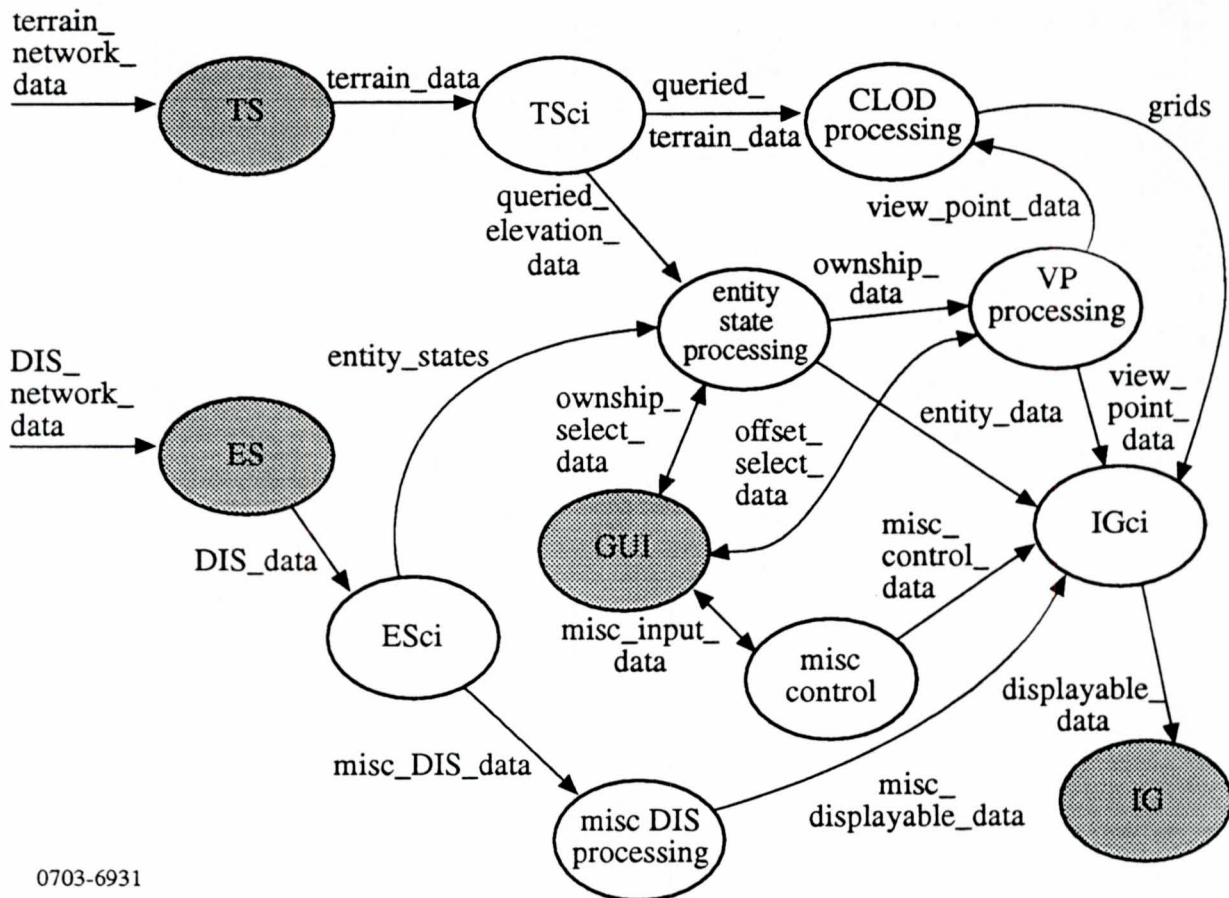 terrain_
network_
data
TS
terrain_data
TSci
queried_
terrain_data
CLOD
processing
grids
queried_
elevation_
data
view_point_data
ownship_
data
VP
processing
entity
state
processing
entity_states
DIS_
network_
data
ES
ownship_
select_
data
offset_
select_
data
entity_data
view_
point_
data
IGci
GUI
misc_
control_
data
DIS_data
ESci
misc_input_
data
misc
control
displayable_
data
misc_DIS_data
misc_
displayable_data
IG
misc DIS
processing
0703-6931